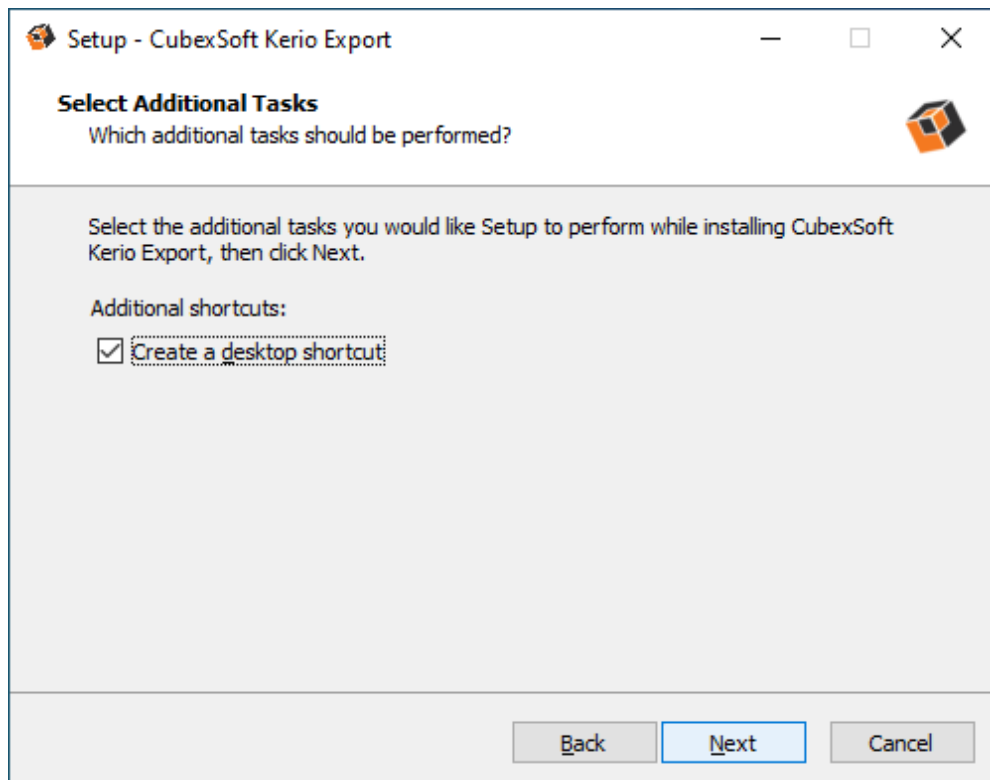 Setup - CubexSoft Kerio Export
Select Additional Tasks
Which additional tasks should be performed?
Select the additional tasks you would like Setup to perform while installing CubexSoft
Kerio Export, then click Next.
Additional shortcuts:
Create a desktop shortcut
Back Next Cancel